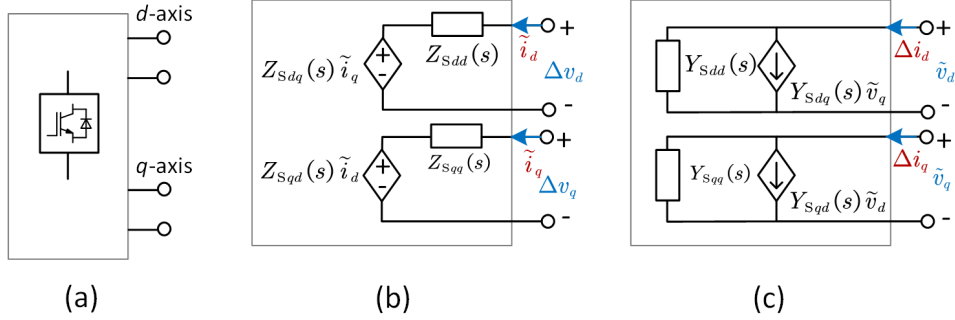 d-axis
q-axis
(a)
+
-
Z_Sdq(s) ĩ_q
Z_Sdd(s)
ĩ_d
Δv_d
+
-
Z_Sqd(s) ĩ_d
Z_Sqq(s)
ĩ_q
Δv_q
+
-
+
-
(b)
Y_Sdd(s)
Y_Sdq(s) ṽ_q
Δi_d
ṽ_d
+
-
Y_Sqq(s)
Y_Sqd(s) ṽ_d
Δi_q
ṽ_q
+
-
(c)